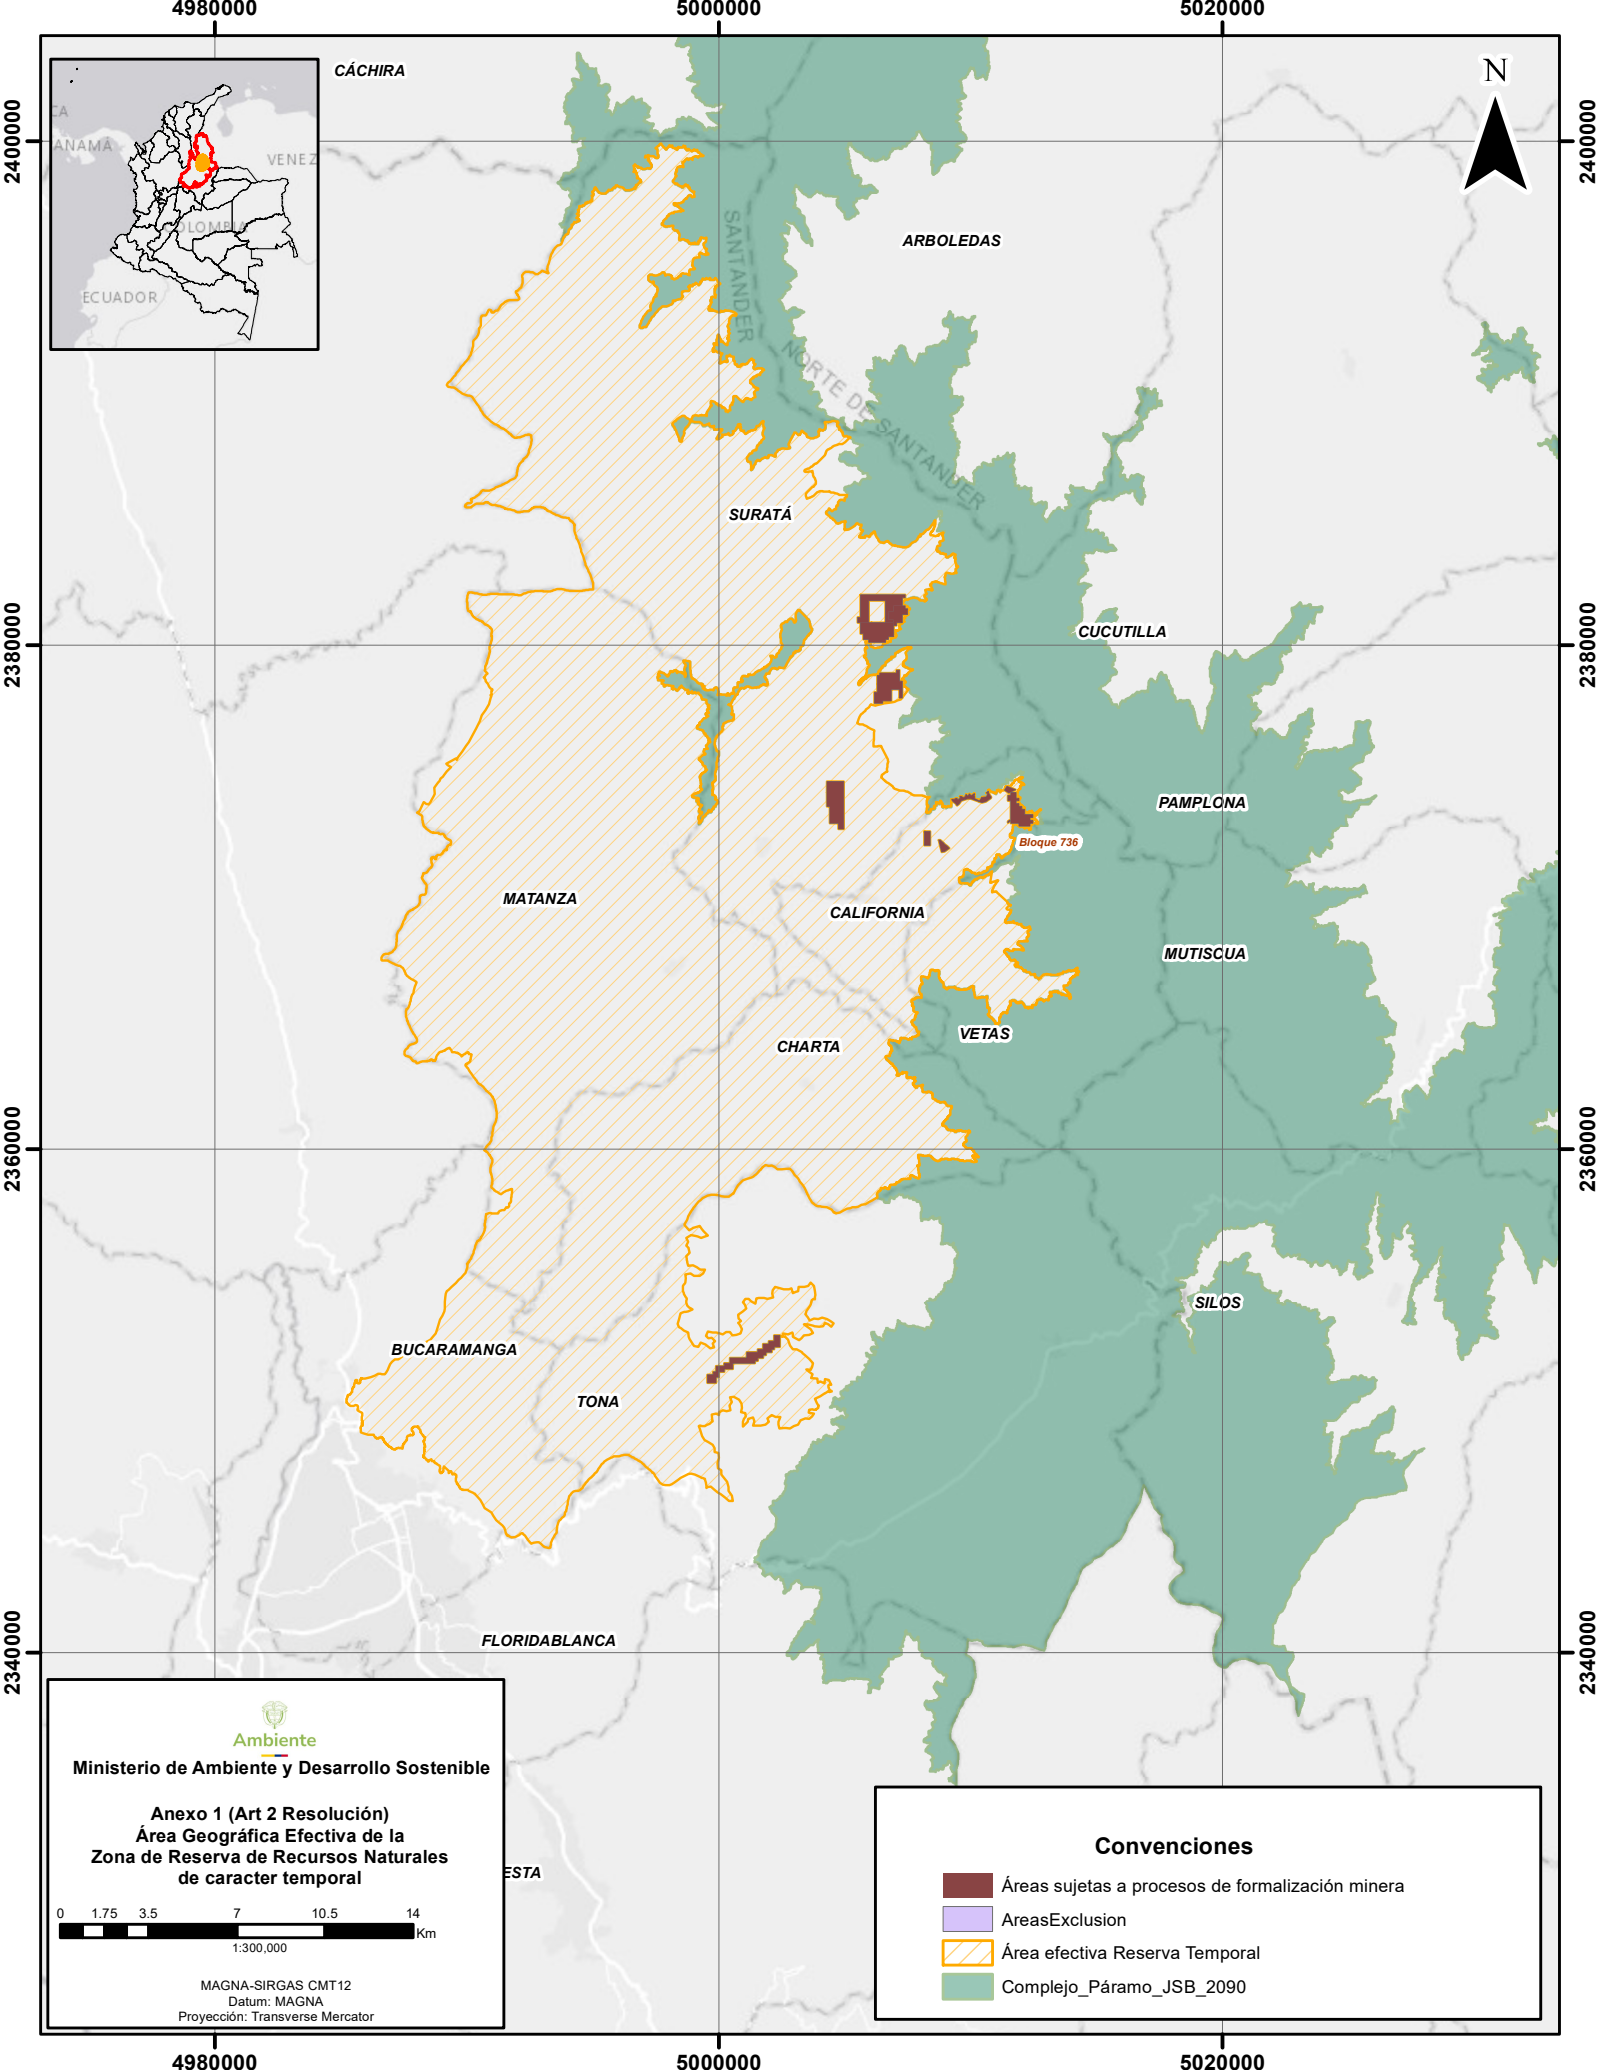 4980000
5000000
5020000
CÁCHIRA
N
CA
ANAMÁ
VENEZ
COLOMBIA
ECUADOR
2400000
2400000
SANTANDER
ARBOLEDAS
NORTE DE SANTANDER
SURATÁ
CUCUTILLA
2380000
2380000
PAMPLONA
Bloque 736
MATANZA
CALIFORNIA
MUTISCUA
VETAS
CHARTA
2360000
2360000
SILOS
BUCARAMANGA
TONA
FLORIDABLANCA
2340000
2340000
Ambiente
Ministerio de Ambiente y Desarrollo Sostenible
Anexo 1 (Art 2 Resolución)
Área Geográfica Efectiva de la
Zona de Reserva de Recursos Naturales
de caracter temporal
ESTA
0 1.75 3.5 7 10.5 14
Km
1:300,000
MAGNA-SIRGAS CMT12
Datum: MAGNA
Proyección: Transverse Mercator
Convenciones
Áreas sujetas a procesos de formalización minera
AreasExclusion
Área efectiva Reserva Temporal
Complejo_Páramo_JSB_2090
4980000
5000000
5020000